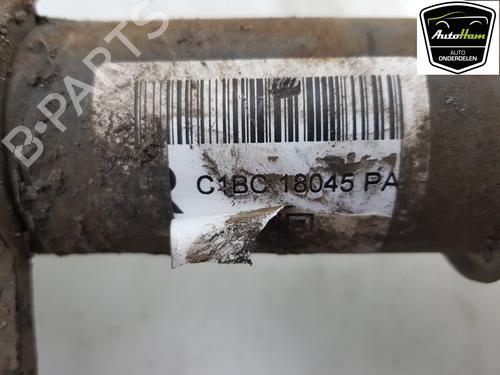 AutoHam
AUTO
ONDERDELEN
B-PARTS
R C1BC 18045 PA